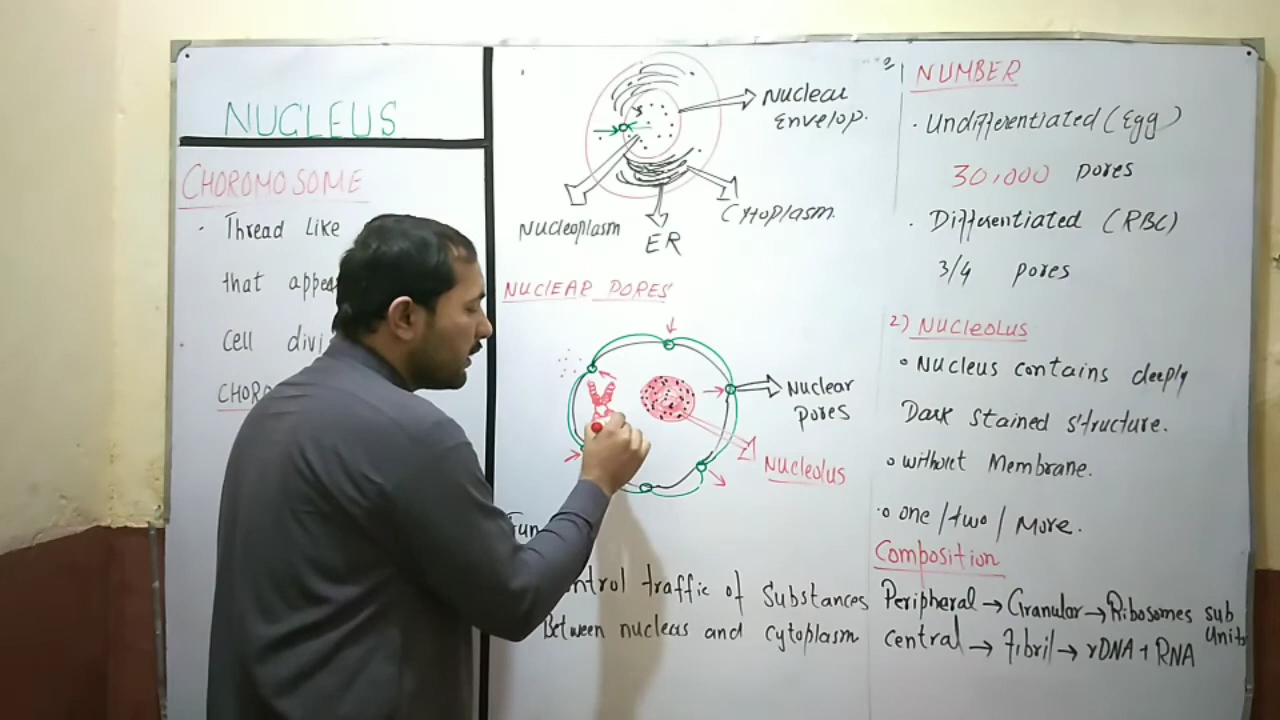 NUCLEUS
CHOROMOSOME
Thread Like
that appea
Cell divi
CHORO
Nuclear
Envelop.
Nucleoplasm
ER
Cytoplasm.
NUCLEAR PORES
Nuclear
pores
Nucleolus
Fun
ntrol traffic of Substances
Between nucleus and cytoplasm
NUMBER
. Undifferentiated (Egg)
30,000 pores
. Differentiated (RBC)
3/4 pores
2) NUCLEOLUS
Nucleus contains deeply
Dark stained structure.
without Membrane.
one / two / More.
Composition
Peripheral → Granular → Ribosomes sub
Units
central → Fibril → rDNA + RNA